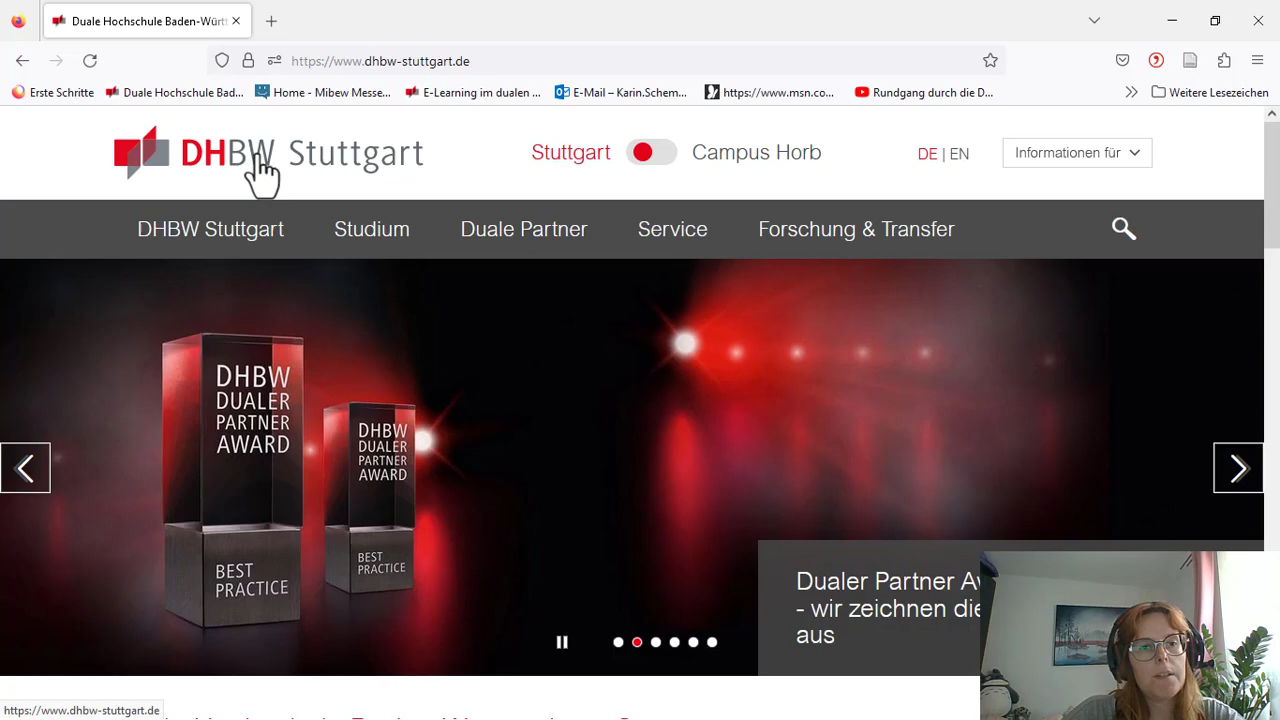 Duale Hochschule Baden-Württ
https://www.dhbw-stuttgart.de
Erste Schritte
Duale Hochschule Bad...
Home - Mibew Messe...
E-Learning im dualen ...
E-Mail – Karin.Schem...
https://www.msn.co...
Rundgang durch die D...
Weitere Lesezeichen
DHBW Stuttgart
Stuttgart
Campus Horb
DE | EN
Informationen für
DHBW Stuttgart
Studium
Duale Partner
Service
Forschung & Transfer
DHBW
DUALER
PARTNER
AWARD
BEST
PRACTICE
DHBW
DUALER
PARTNER
AWARD
BEST
PRACTICE
Dualer Partner Aw
- wir zeichnen die
aus
https://www.dhbw-stuttgart.de